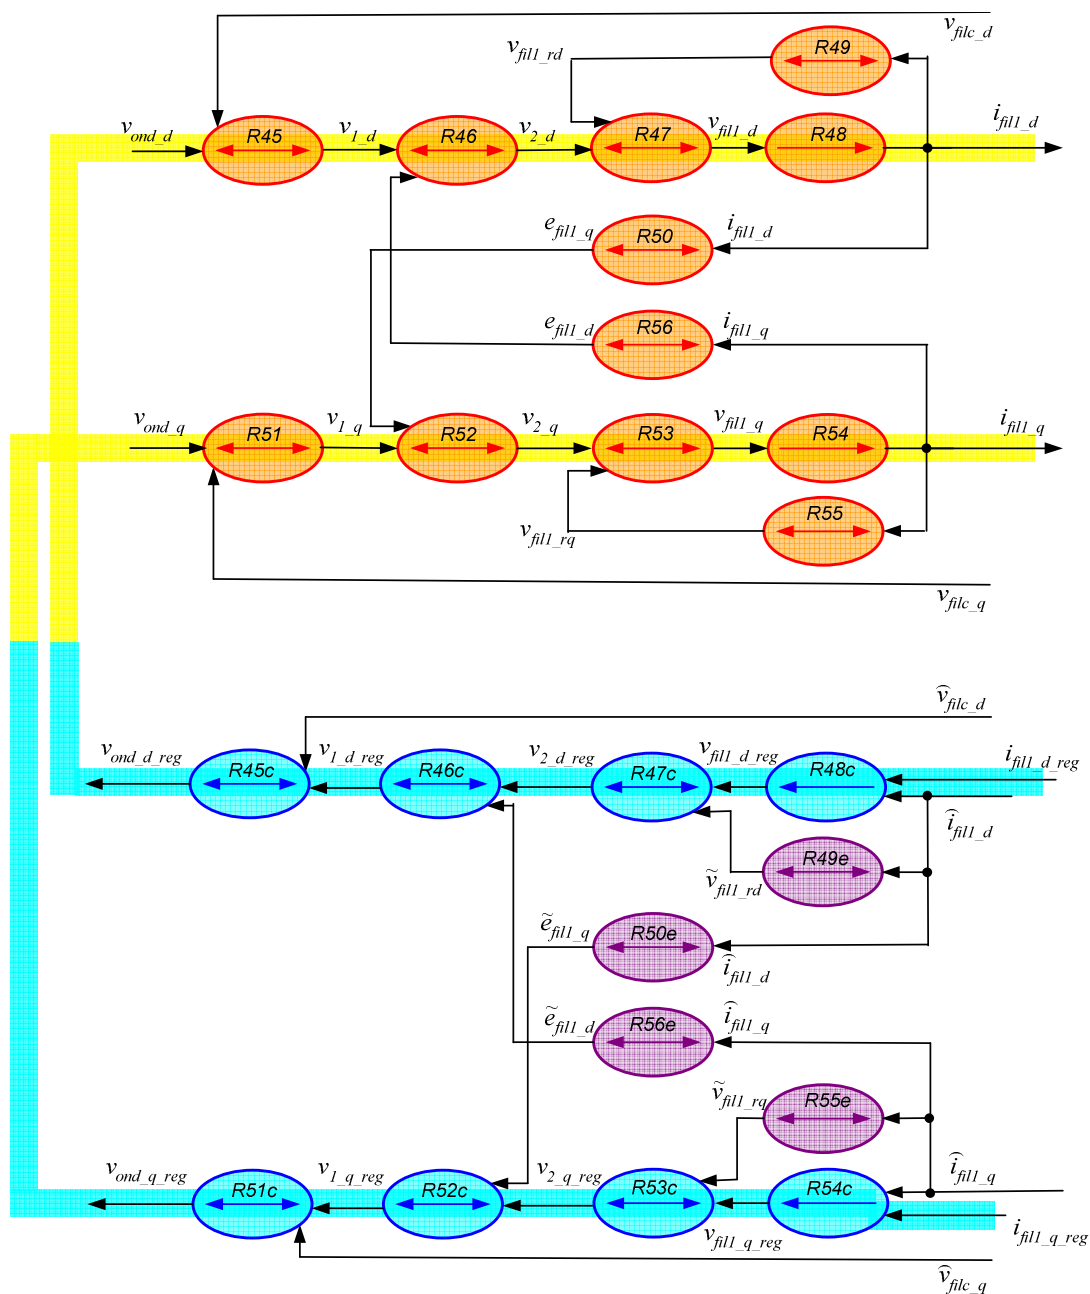 v_filc_d
v_fil1_rd
R49
v_ond_d
R45
v_1_d
R46
v_2_d
R47
v_fil1_d
R48
i_fil1_d
e_fil1_q
R50
i_fil1_d
e_fil1_d
R56
i_fil1_q
v_ond_q
R51
v_1_q
R52
v_2_q
R53
v_fil1_q
R54
i_fil1_q
v_fil1_rq
R55
v_filc_q
v̂_filc_d
v_ond_d_reg
R45c
v_1_d_reg
R46c
v_2_d_reg
R47c
v_fil1_d_reg
R48c
i_fil1_d_reg
î_fil1_d
ṽ_fil1_rd
R49e
ẽ_fil1_q
R50e
î_fil1_d
ẽ_fil1_d
R56e
î_fil1_q
ṽ_fil1_rq
R55e
v_ond_q_reg
R51c
v_1_q_reg
R52c
v_2_q_reg
R53c
v_fil1_q_reg
R54c
î_fil1_q
i_fil1_q_reg
v̂_filc_q